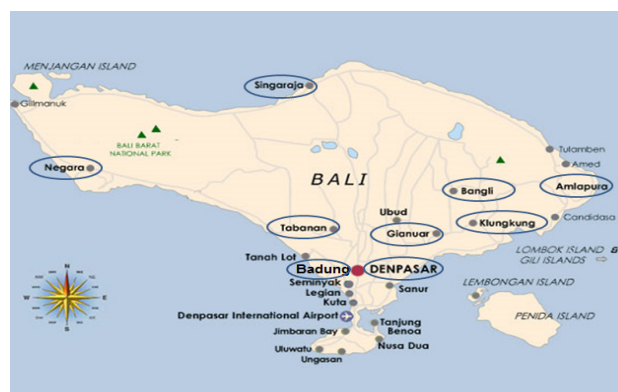 MENJANGAN ISLAND
Singaraja
Gilimanuk
BALI BARAT
NATIONAL PARK
Tulamben
Amed
Negara
BALI
Bangli
Amlapura
Ubud
Tabanan
Gianuar
Klungkung
Candidasa
Tanah Lot
LOMBOK ISLAND &
GILI ISLANDS
Badung
DENPASAR
Seminyak
Sanur
LEMBONGAN ISLAND
Legian
Kuta
N
W
E
S
Denpasar International Airport
Tanjung
Benoa
PENIDA ISLAND
Jimbaran Bay
Nusa Dua
Uluwatu
Ungasan